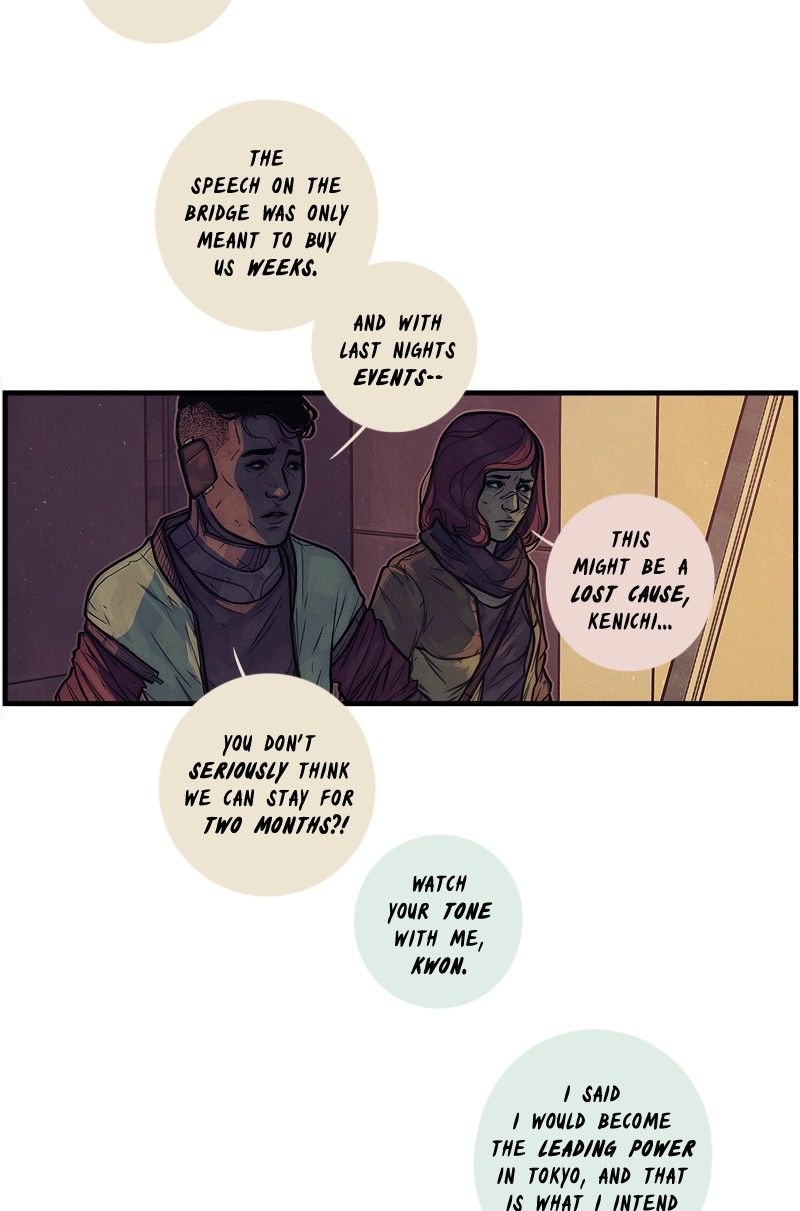 THE
SPEECH ON THE
BRIDGE WAS ONLY
MEANT TO BUY
US WEEKS.
AND WITH
LAST NIGHTS
EVENTS--
THIS
MIGHT BE A
LOST CAUSE,
KENICHI...
YOU DON'T
SERIOUSLY THINK
WE CAN STAY FOR
TWO MONTHS?!
WATCH
YOUR TONE
WITH ME,
KWON.
I SAID
I WOULD BECOME
THE LEADING POWER
IN TOKYO, AND THAT
IS WHAT I INTEND